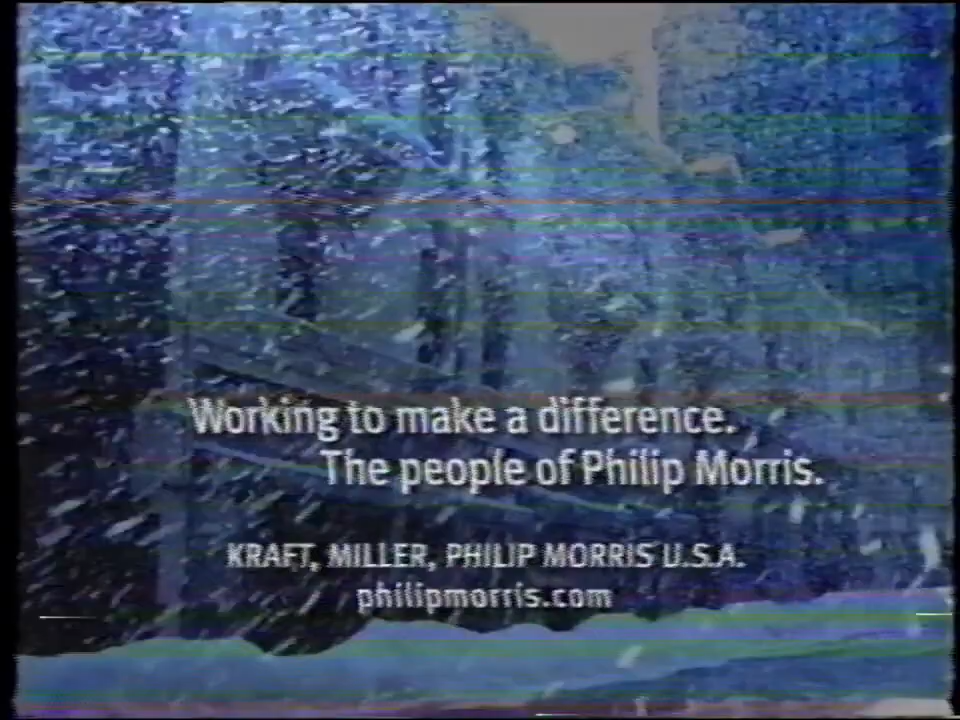 Working to make a difference.
The people of Philip Morris.
KRAFT, MILLER, PHILIP MORRIS U.S.A.
philipmorris.com